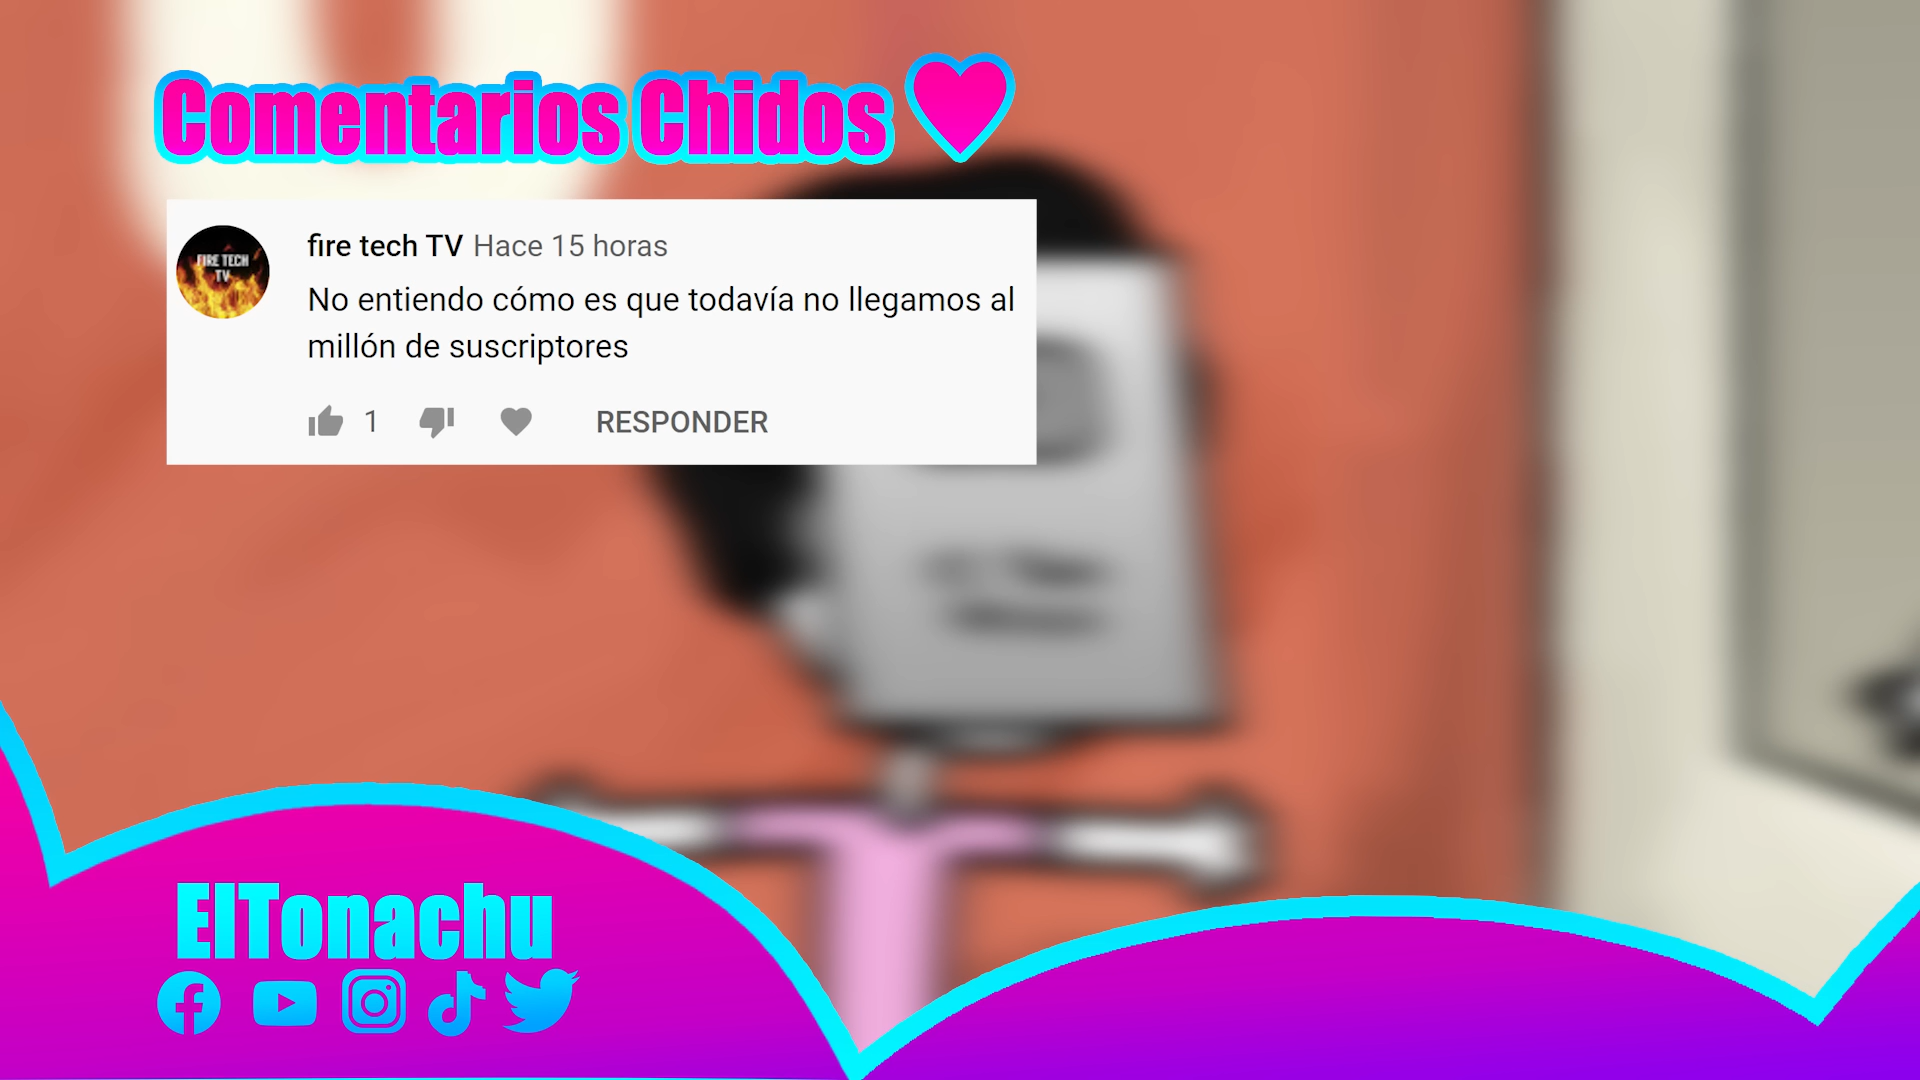 Comentarios Chidos
FIRE TECH
TV
fire tech TV Hace 15 horas
No entiendo cómo es que todavía no llegamos al
millón de suscriptores
1 RESPONDER
ElTonachu